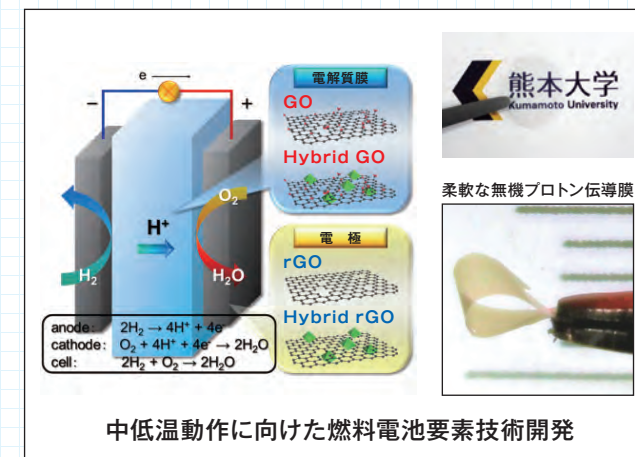 e
− +
電解質膜
GO
Hybrid GO
O₂
H⁺
H₂
H₂O
電 極
rGO
Hybrid rGO
anode: 2H₂ → 4H⁺ + 4e⁻
cathode: O₂ + 4H⁺ + 4e⁻ → 2H₂O
cell: 2H₂ + O₂ → 2H₂O
熊本大学
Kumamoto University
柔軟な無機プロトン伝導膜
中低温動作に向けた燃料電池要素技術開発